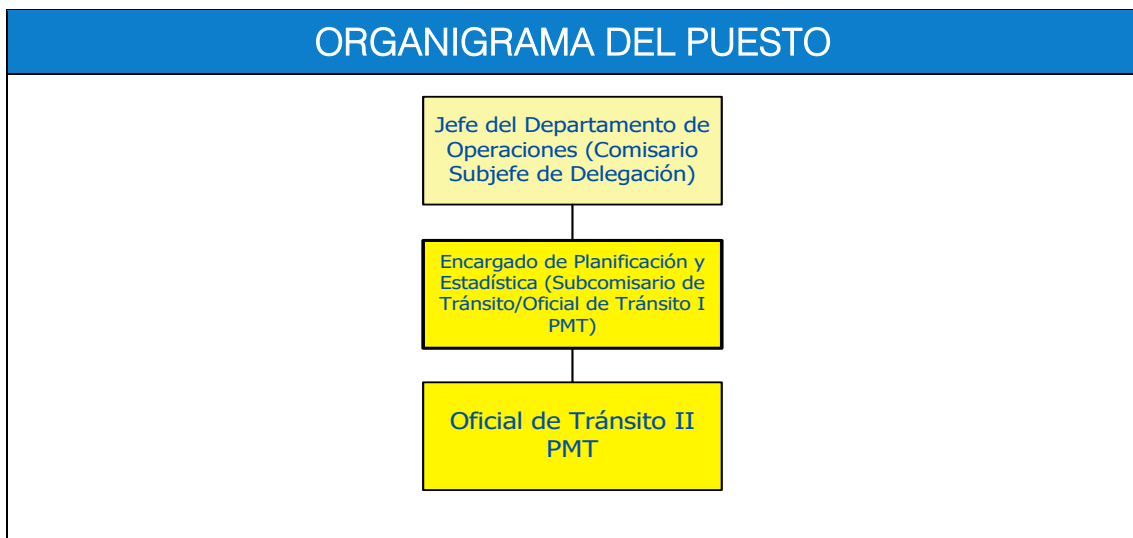 ORGANIGRAMA DEL PUESTO
Jefe del Departamento de
Operaciones (Comisario
Subjefe de Delegación)
Encargado de Planificación y
Estadística (Subcomisario de
Tránsito/Oficial de Tránsito I
PMT)
Oficial de Tránsito II
PMT